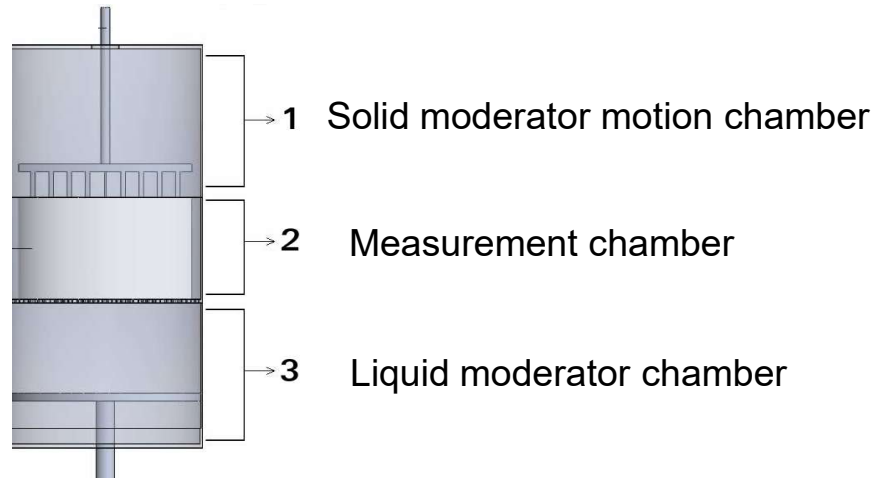 1 Solid moderator motion chamber
2 Measurement chamber
3 Liquid moderator chamber